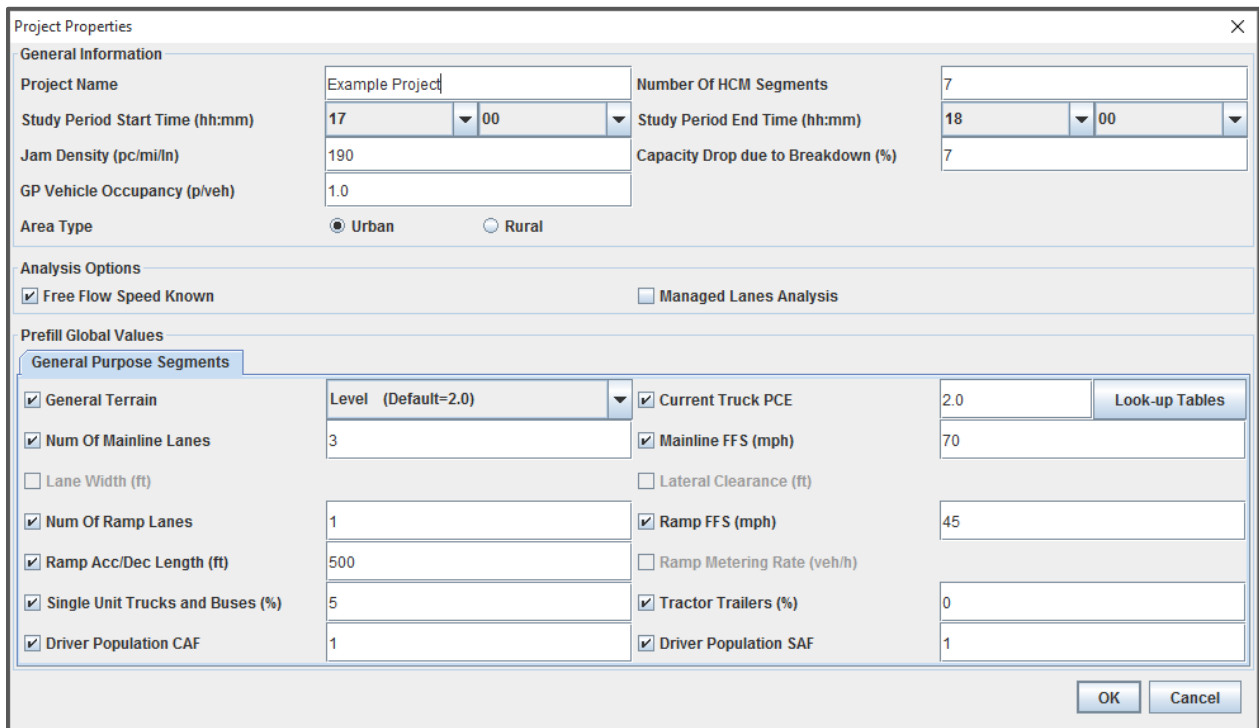 Project Properties
General Information
Project Name Example Project Number Of HCM Segments 7
Study Period Start Time (hh:mm) 17 00 Study Period End Time (hh:mm) 18 00
Jam Density (pc/mi/ln) 190 Capacity Drop due to Breakdown (%) 7
GP Vehicle Occupancy (p/veh) 1.0
Area Type Urban Rural
Analysis Options
Free Flow Speed Known Managed Lanes Analysis
Prefill Global Values
General Purpose Segments
General Terrain Level (Default=2.0) Current Truck PCE 2.0 Look-up Tables
Num Of Mainline Lanes 3 Mainline FFS (mph) 70
Lane Width (ft) Lateral Clearance (ft)
Num Of Ramp Lanes 1 Ramp FFS (mph) 45
Ramp Acc/Dec Length (ft) 500 Ramp Metering Rate (veh/h)
Single Unit Trucks and Buses (%) 5 Tractor Trailers (%) 0
Driver Population CAF 1 Driver Population SAF 1
OK Cancel